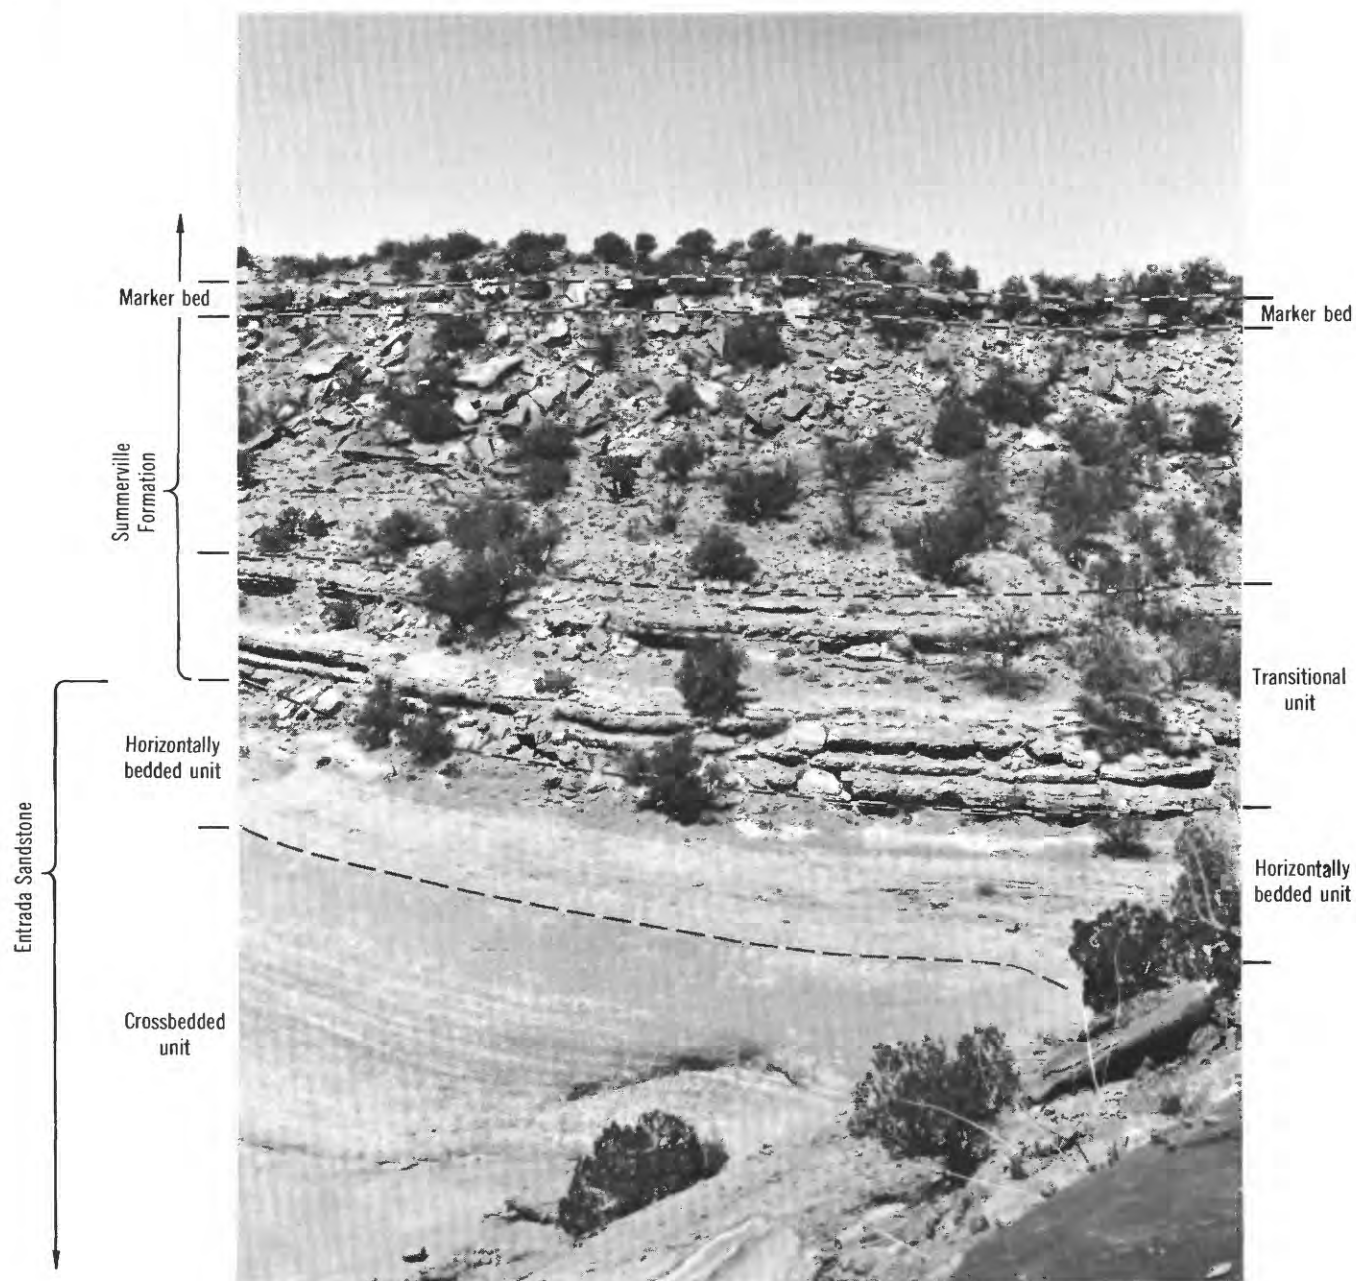 Marker bed
Marker bed
Summerville
Formation
Transitional
unit
Horizontally
bedded unit
Entrada Sandstone
Horizontally
bedded unit
Crossbedded
unit